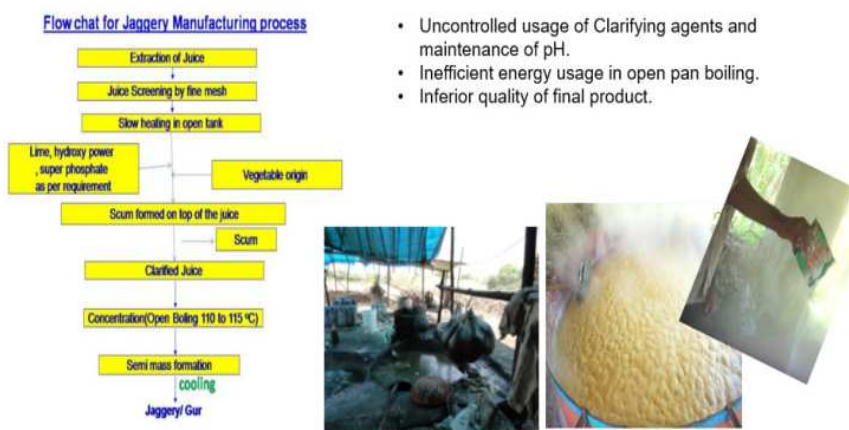 Flow chat for Jaggery Manufacturing process
Extraction of Juice
Juice Screening by fine mesh
Slow heating in open tank
Lime, hydroxy power
, super phosphate
as per requirement
Vegetable origin
Scum formed on top of the juice
Scum
Clarified Juice
Concentration(Open Boling 110 to 115 ºC)
Semi mass formation
cooling
Jaggery/ Gur
• Uncontrolled usage of Clarifying agents and
maintenance of pH.
• Inefficient energy usage in open pan boiling.
• Inferior quality of final product.